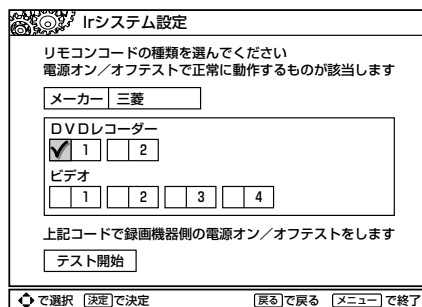 Irシステム設定
リモコンコードの種類を選んでください
電源オン／オフテストで正常に動作するものが該当します
メーカー 三菱
DVDレコーダー
1 2
ビデオ
1 2 3 4
上記コードで録画機器側の電源オン／オフテストをします
テスト開始
で選択 決定で決定 戻るで戻る メニューで終了